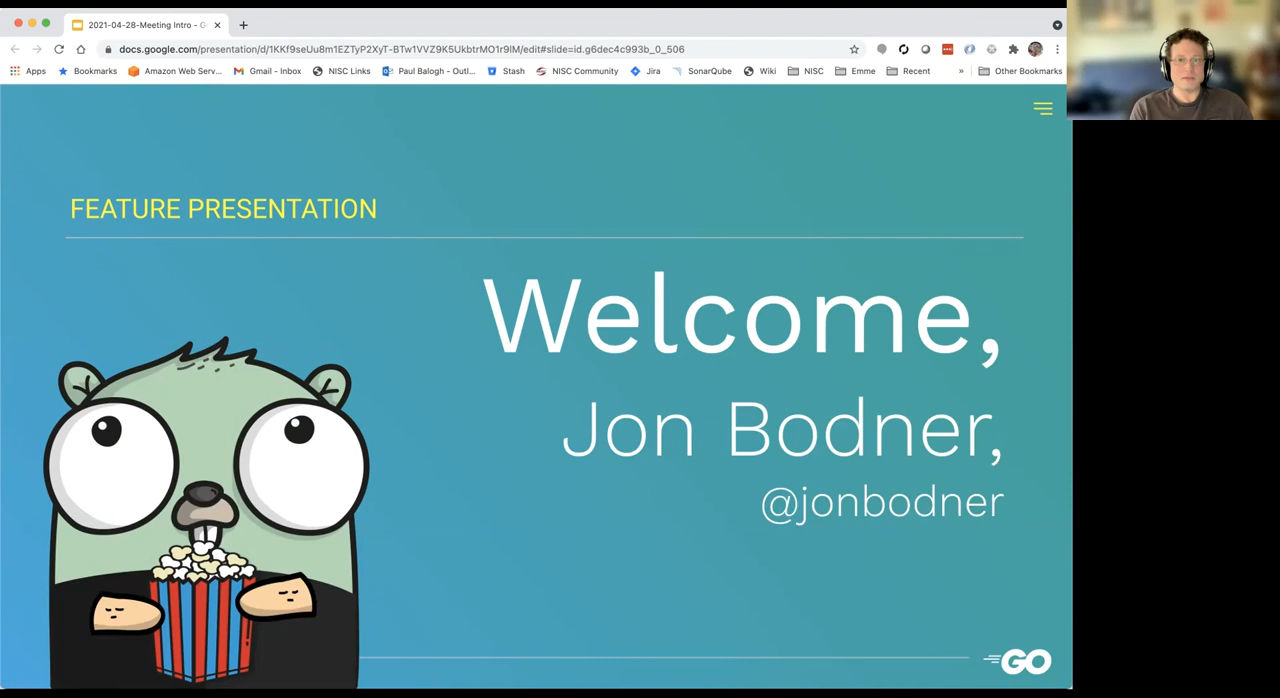 2021-04-28-Meeting Intro - G
docs.google.com/presentation/d/1KKf9seUu8m1EZTyP2XyT-BTw1VVZ9K5UkbtrMO1r9lM/edit#slide=id.g6dec4c993b_0_506
Apps Bookmarks Amazon Web Serv... Gmail - Inbox NISC Links Paul Balogh - Outl... Stash NISC Community Jira SonarQube Wiki NISC Emme Recent » Other Bookmarks
FEATURE PRESENTATION
Welcome,
Jon Bodner,
@jonbodner
GO